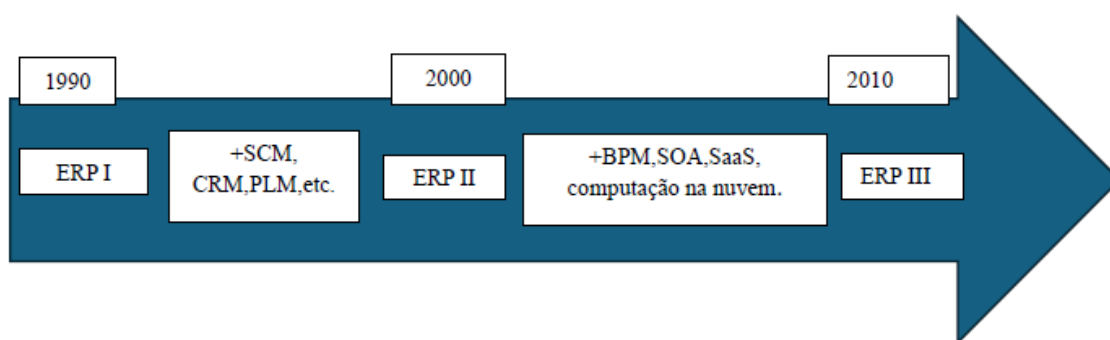 1990
2000
2010
ERP I
+SCM,
CRM,PLM,etc.
ERP II
+BPM,SOA,SaaS,
computação na nuvem.
ERP III